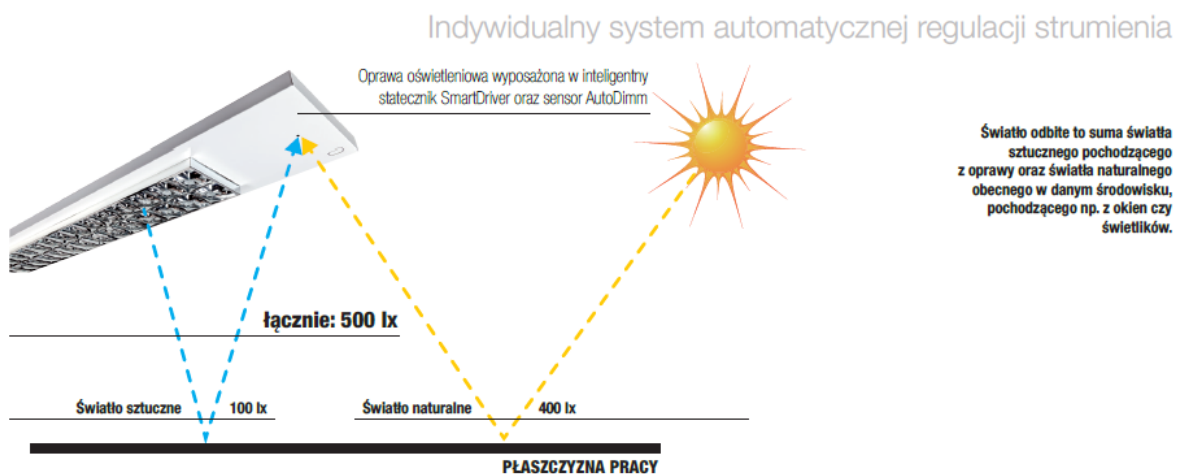 Indywidualny system automatycznej regulacji strumienia
Oprawa oświetleniowa wyposażona w inteligentny
statecznik SmartDriver oraz sensor AutoDimm
Światło odbite to suma światła
sztucznego pochodzącego
z oprawy oraz światła naturalnego
obecnego w danym środowisku,
pochodzącego np. z okien czy
świetlików.
łącznie: 500 lx
Światło sztuczne 100 lx
Światło naturalne 400 lx
PŁASZCZYZNA PRACY